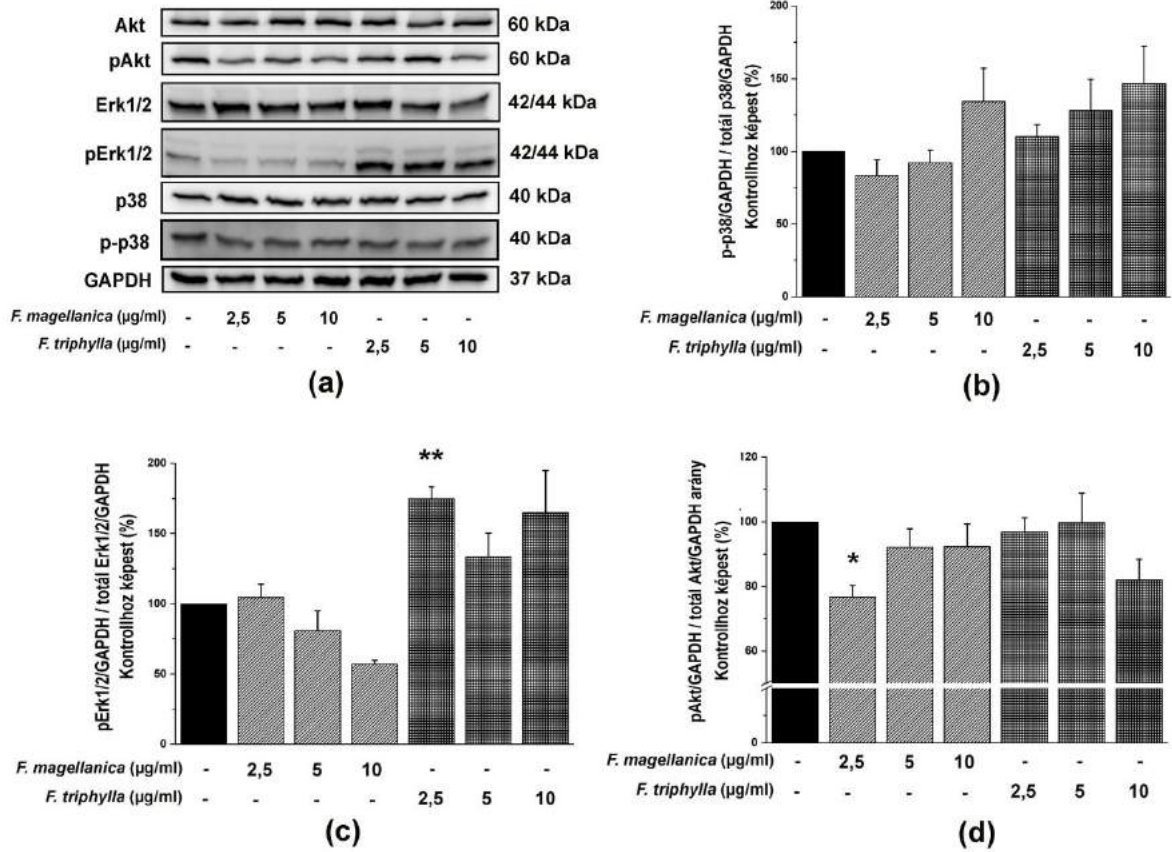 Akt 60 kDa
pAkt 60 kDa
Erk1/2 42/44 kDa
pErk1/2 42/44 kDa
p38 40 kDa
p-p38 40 kDa
GAPDH 37 kDa
F. magellanica (µg/ml) - 2,5 5 10 - - -
F. triphylla (µg/ml) - - - - 2,5 5 10
(a)
p-p38/GAPDH / totál p38/GAPDH
Kontrollhoz képest (%)
200
150
100
50
0
F. magellanica (µg/ml) - 2,5 5 10 - - -
F. triphylla (µg/ml) - - - - 2,5 5 10
(b)
pErk1/2/GAPDH / totál Erk1/2/GAPDH
Kontrollhoz képest (%)
200
150
100
50
0
**
F. magellanica (µg/ml) - 2,5 5 10 - - -
F. triphylla (µg/ml) - - - - 2,5 5 10
(c)
pAkt/GAPDH / totál Akt/GAPDH arány
Kontrollhoz képest (%)
120
100
80
60
0
*
F. magellanica (µg/ml) - 2,5 5 10 - - -
F. triphylla (µg/ml) - - - - 2,5 5 10
(d)